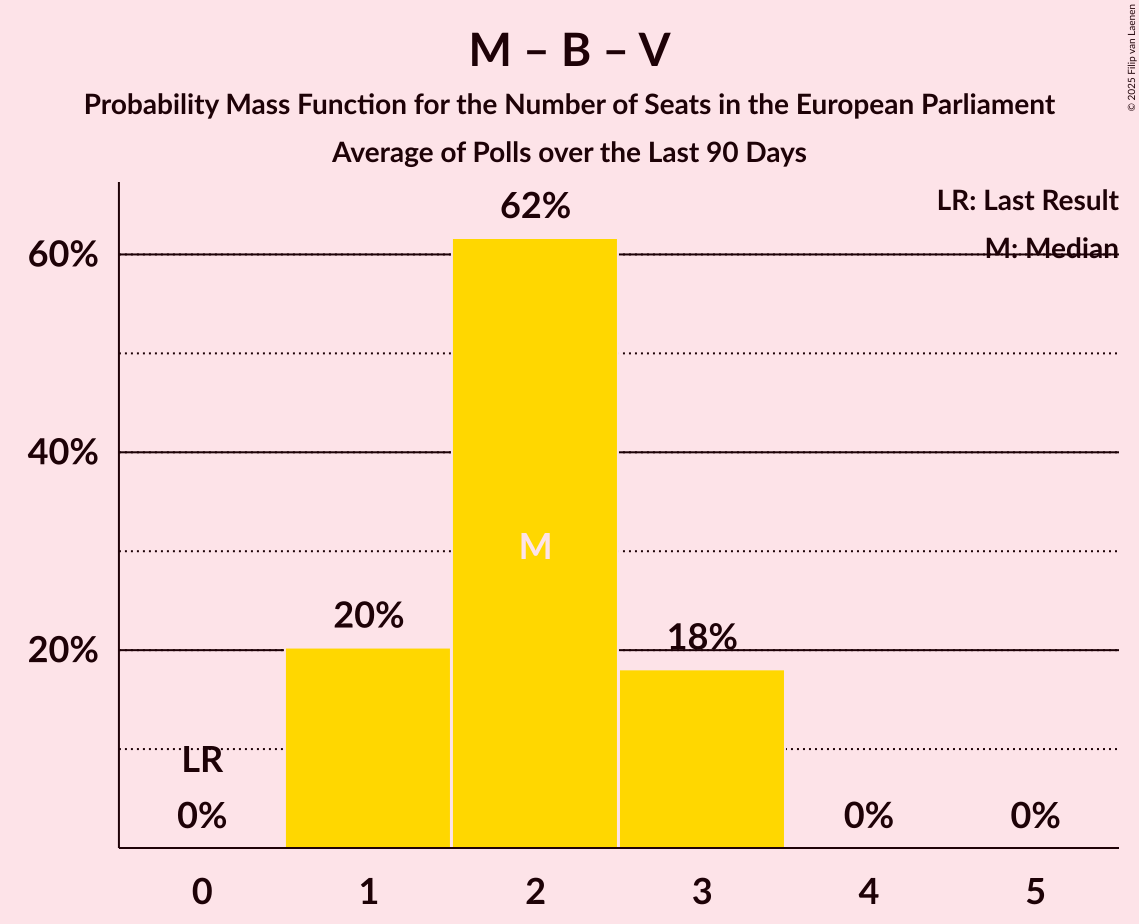 M – B – V
Probability Mass Function for the Number of Seats in the European Parliament
Average of Polls over the Last 90 Days
© 2025 Filip van Laenen
LR: Last Result
M: Median
62%
60%
40%
M
20%
18%
20%
LR
0%
0%
0%
0
1
2
3
4
5